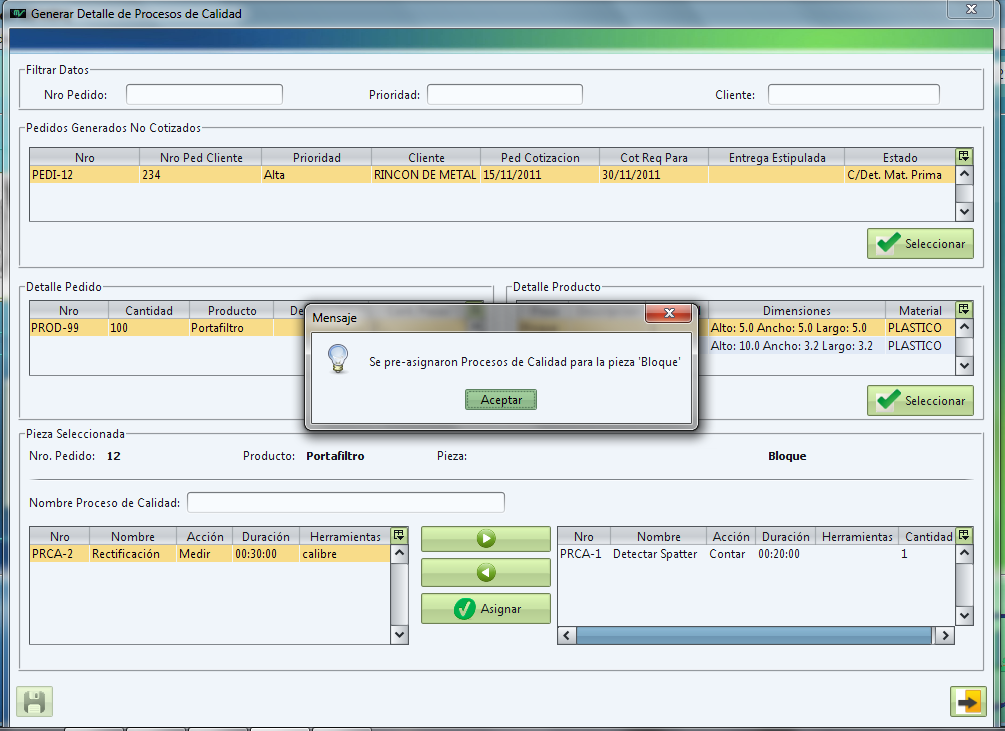 Generar Detalle de Procesos de Calidad
Filtrar Datos
Nro Pedido: Prioridad: Cliente:
Pedidos Generados No Cotizados
Nro Nro Ped Cliente Prioridad Cliente Ped Cotizacion Cot Req Para Entrega Estipulada Estado
PEDI-12 234 Alta RINCON DE METAL 15/11/2011 30/11/2011 C/Det. Mat. Prima
Seleccionar
Detalle Pedido Detalle Producto
Nro Cantidad Producto Dimensiones Material
PROD-99 100 Portafiltro Alto: 5.0 Ancho: 5.0 Largo: 5.0 PLASTICO
Alto: 10.0 Ancho: 3.2 Largo: 3.2 PLASTICO
Mensaje
Se pre-asignaron Procesos de Calidad para la pieza 'Bloque'
Aceptar
Seleccionar
Pieza Seleccionada
Nro. Pedido: 12 Producto: Portafiltro Pieza: Bloque
Nombre Proceso de Calidad:
Nro Nombre Acción Duración Herramientas Nro Nombre Acción Duración Herramientas Cantidad
PRCA-2 Rectificación Medir 00:30:00 calibre PRCA-1 Detectar Spatter Contar 00:20:00 1
Asignar